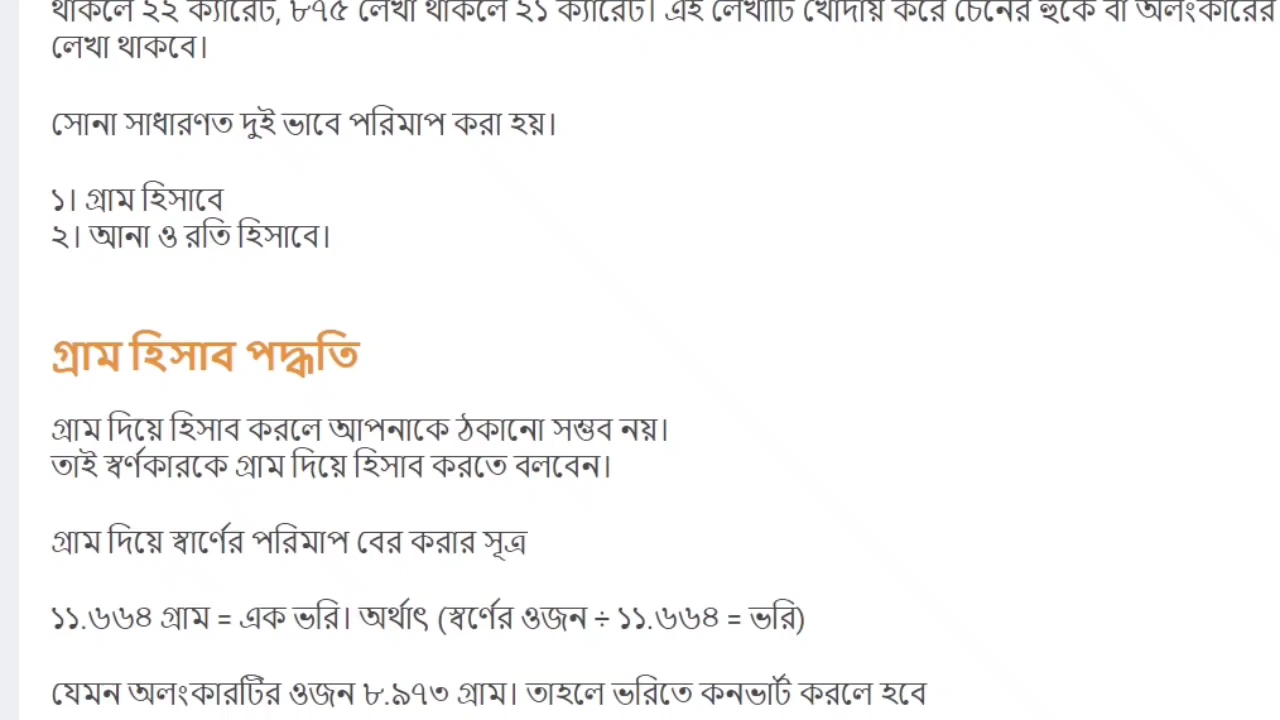 থাকলে ২২ ক্যারেট, ৮৭৫ লেখা থাকলে ২১ ক্যারেট। এই লেখাটি খোদায় করে চেনের হুকে বা অলংকারের
লেখা থাকবে।
সোনা সাধারণত দুই ভাবে পরিমাপ করা হয়।
১। গ্রাম হিসাবে
২। আনা ও রতি হিসাবে।
গ্রাম হিসাব পদ্ধতি
গ্রাম দিয়ে হিসাব করলে আপনাকে ঠকানো সম্ভব নয়।
তাই স্বর্ণকারকে গ্রাম দিয়ে হিসাব করতে বলবেন।
গ্রাম দিয়ে স্বার্ণের পরিমাপ বের করার সূত্র
১১.৬৬৪ গ্রাম = এক ভরি। অর্থাৎ (স্বর্ণের ওজন ÷ ১১.৬৬৪ = ভরি)
যেমন অলংকারটির ওজন ৮.৯৭৩ গ্রাম। তাহলে ভরিতে কনভার্ট করলে হবে